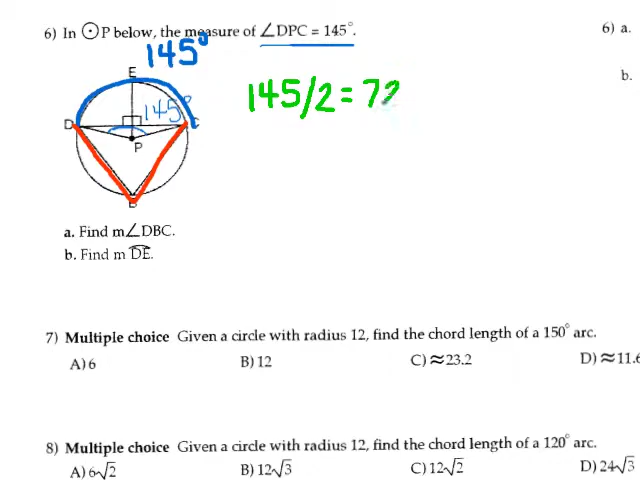 6) In ⊙P below, the measure of ∠DPC = 145°.
6) a.
145°
E
145/2 = 72
b.
145°
D
C
P
B
a. Find m∠DBC.
b. Find m DE.
7) Multiple choice Given a circle with radius 12, find the chord length of a 150° arc.
A) 6 B) 12 C) ≈23.2 D) ≈11.6
8) Multiple choice Given a circle with radius 12, find the chord length of a 120° arc.
A) 6√2 B) 12√3 C) 12√2 D) 24√3